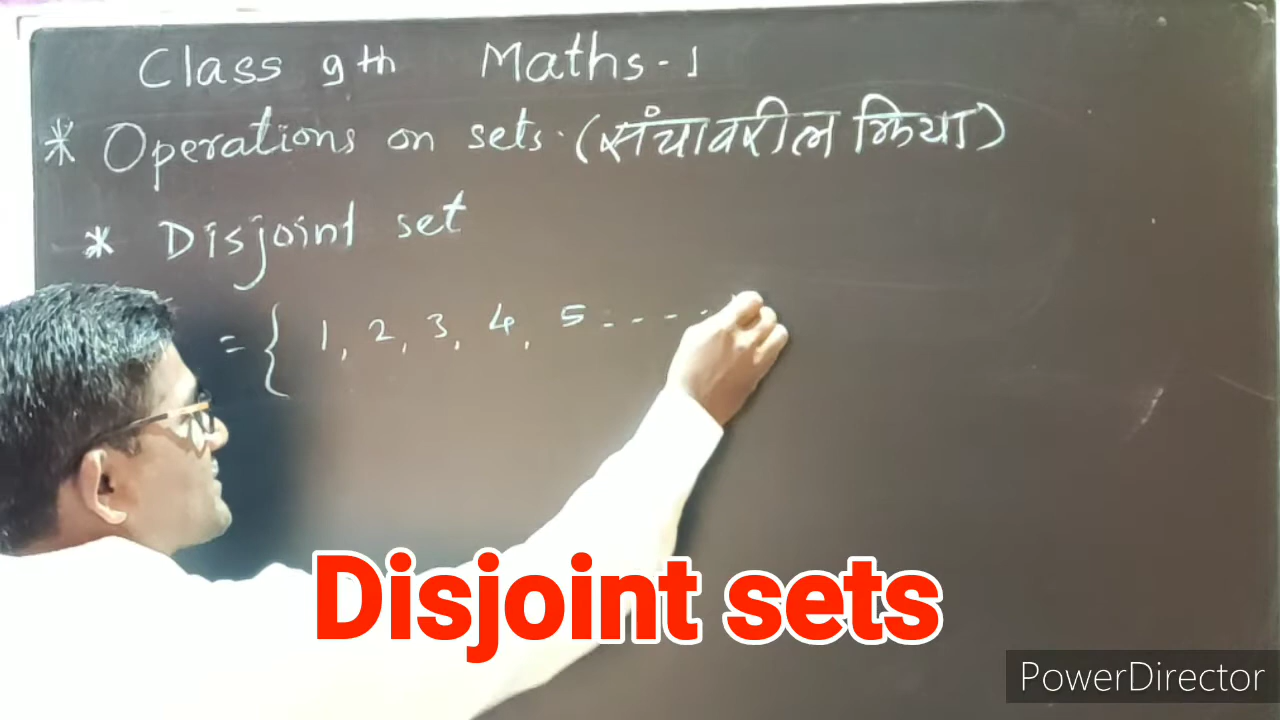 Class 9th Maths-1
* Operations on sets. (संचावरील क्रिया)
* Disjoint set
= { 1, 2, 3, 4, 5 - - - -
Disjoint sets
PowerDirector